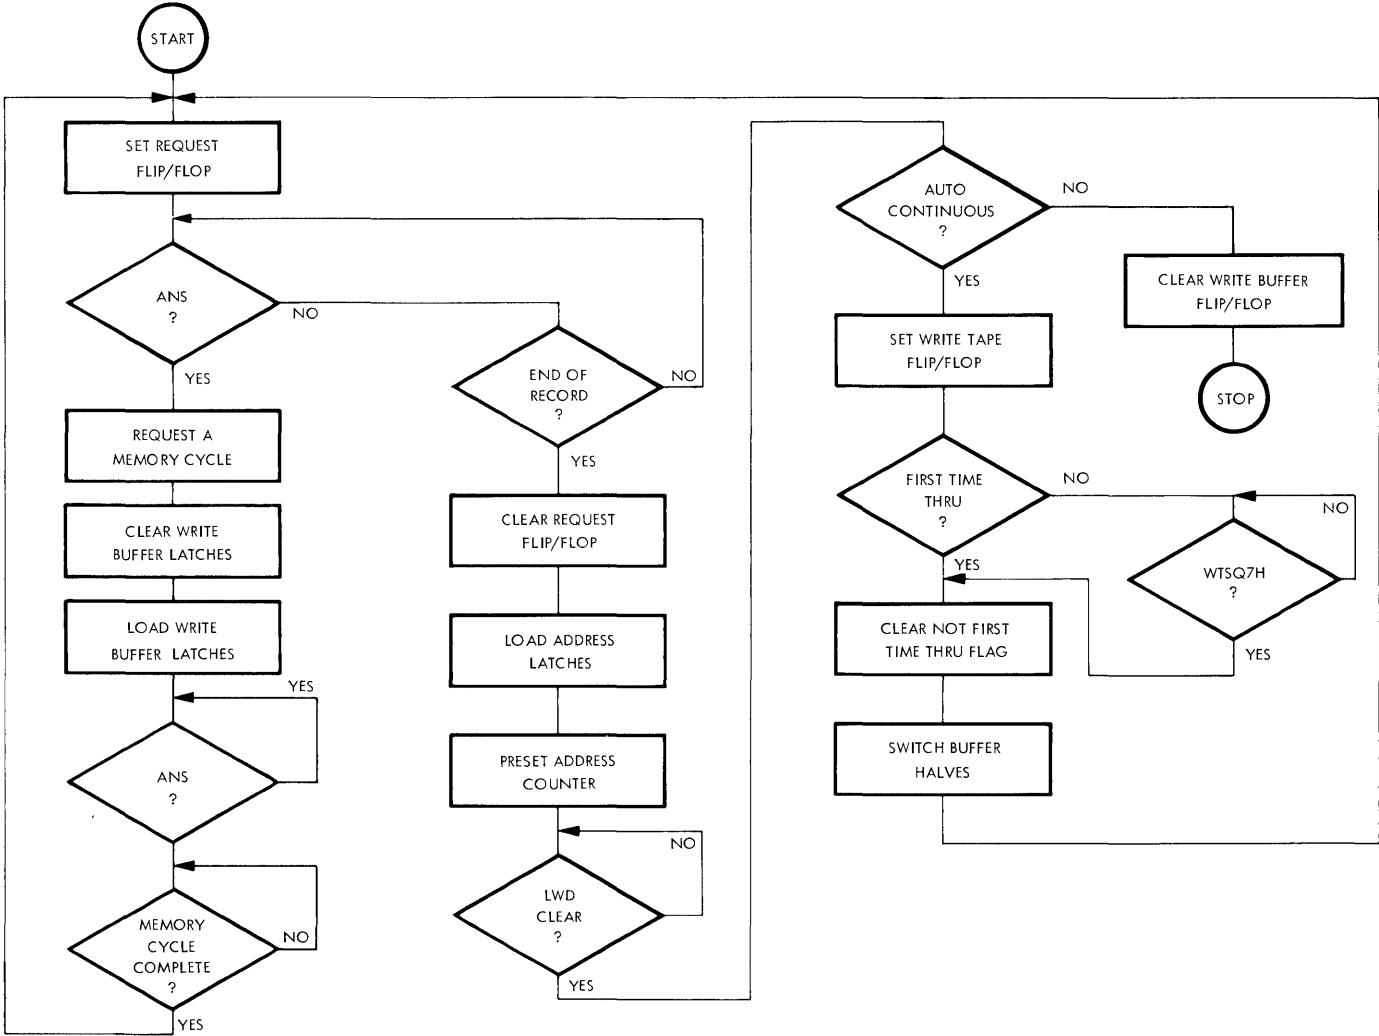 START
SET REQUEST
FLIP/FLOP
ANS
?
NO
YES
REQUEST A
MEMORY CYCLE
CLEAR WRITE
BUFFER LATCHES
LOAD WRITE
BUFFER LATCHES
YES
ANS
?
MEMORY
CYCLE
COMPLETE
?
NO
YES
END OF
RECORD
?
NO
YES
CLEAR REQUEST
FLIP/FLOP
LOAD ADDRESS
LATCHES
PRESET ADDRESS
COUNTER
NO
LWD
CLEAR
?
YES
AUTO
CONTINUOUS
?
NO
YES
CLEAR WRITE BUFFER
FLIP/FLOP
STOP
SET WRITE TAPE
FLIP/FLOP
FIRST TIME
THRU
?
NO
YES
NO
WTSQ7H
?
YES
CLEAR NOT FIRST
TIME THRU FLAG
SWITCH BUFFER
HALVES